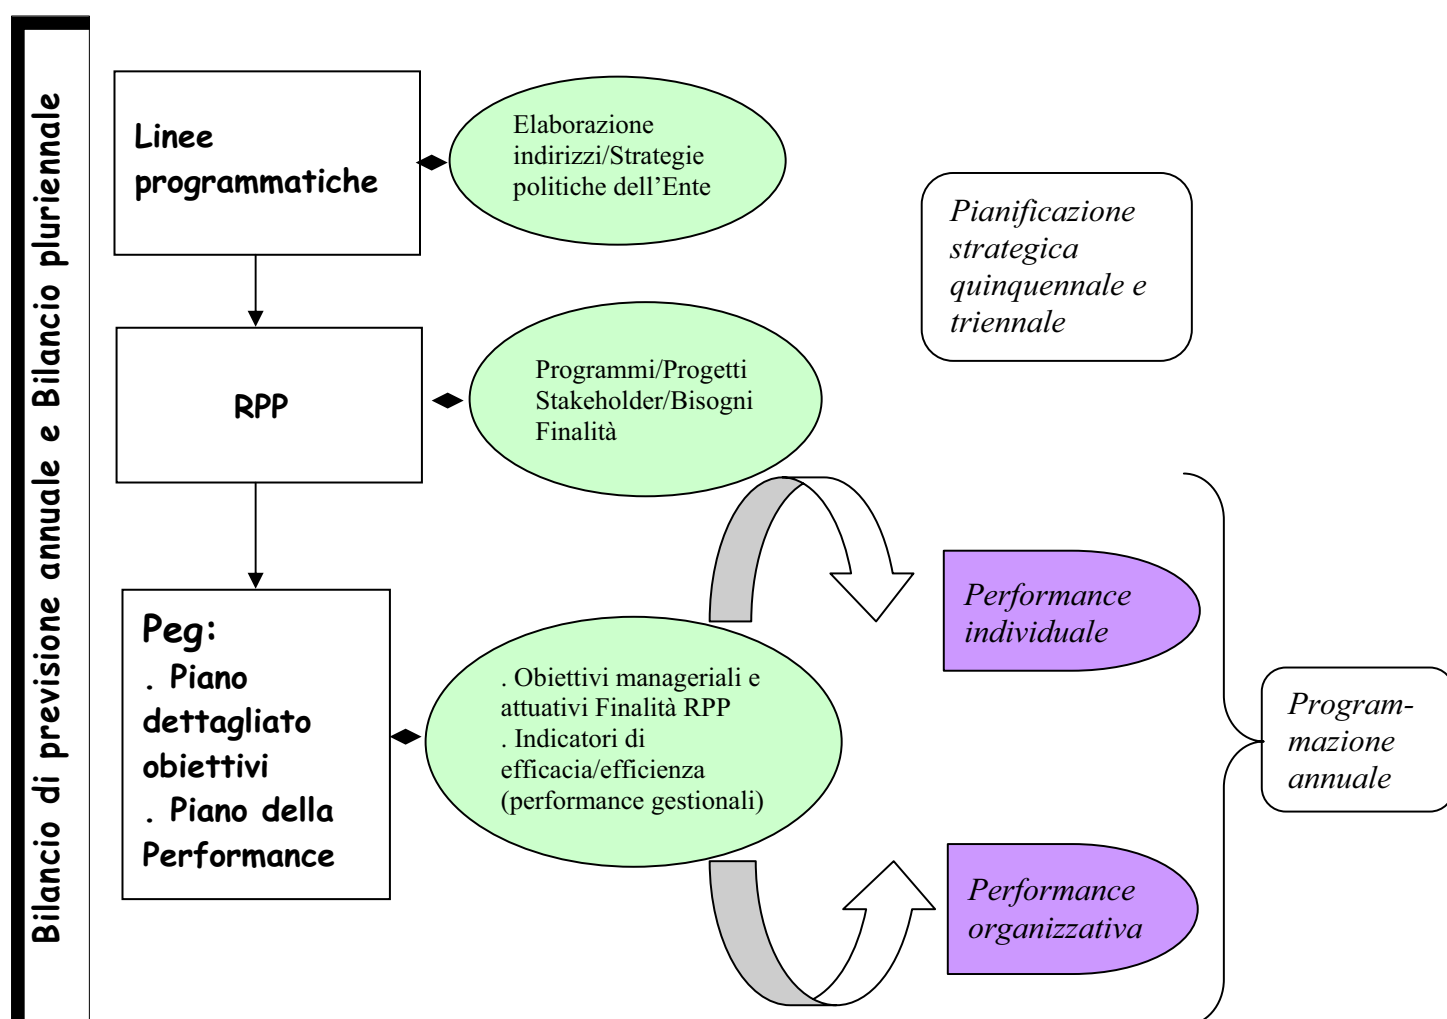 Bilancio di previsione annuale e Bilancio pluriennale
Linee
programmatiche
Elaborazione
indirizzi/Strategie
politiche dell’Ente
Pianificazione
strategica
quinquennale e
triennale
RPP
Programmi/Progetti
Stakeholder/Bisogni
Finalità
Peg:
. Piano
dettagliato
obiettivi
. Piano della
Performance
. Obiettivi manageriali e
attuativi Finalità RPP
. Indicatori di
efficacia/efficienza
(performance gestionali)
Performance
individuale
Performance
organizzativa
Program-
mazione
annuale